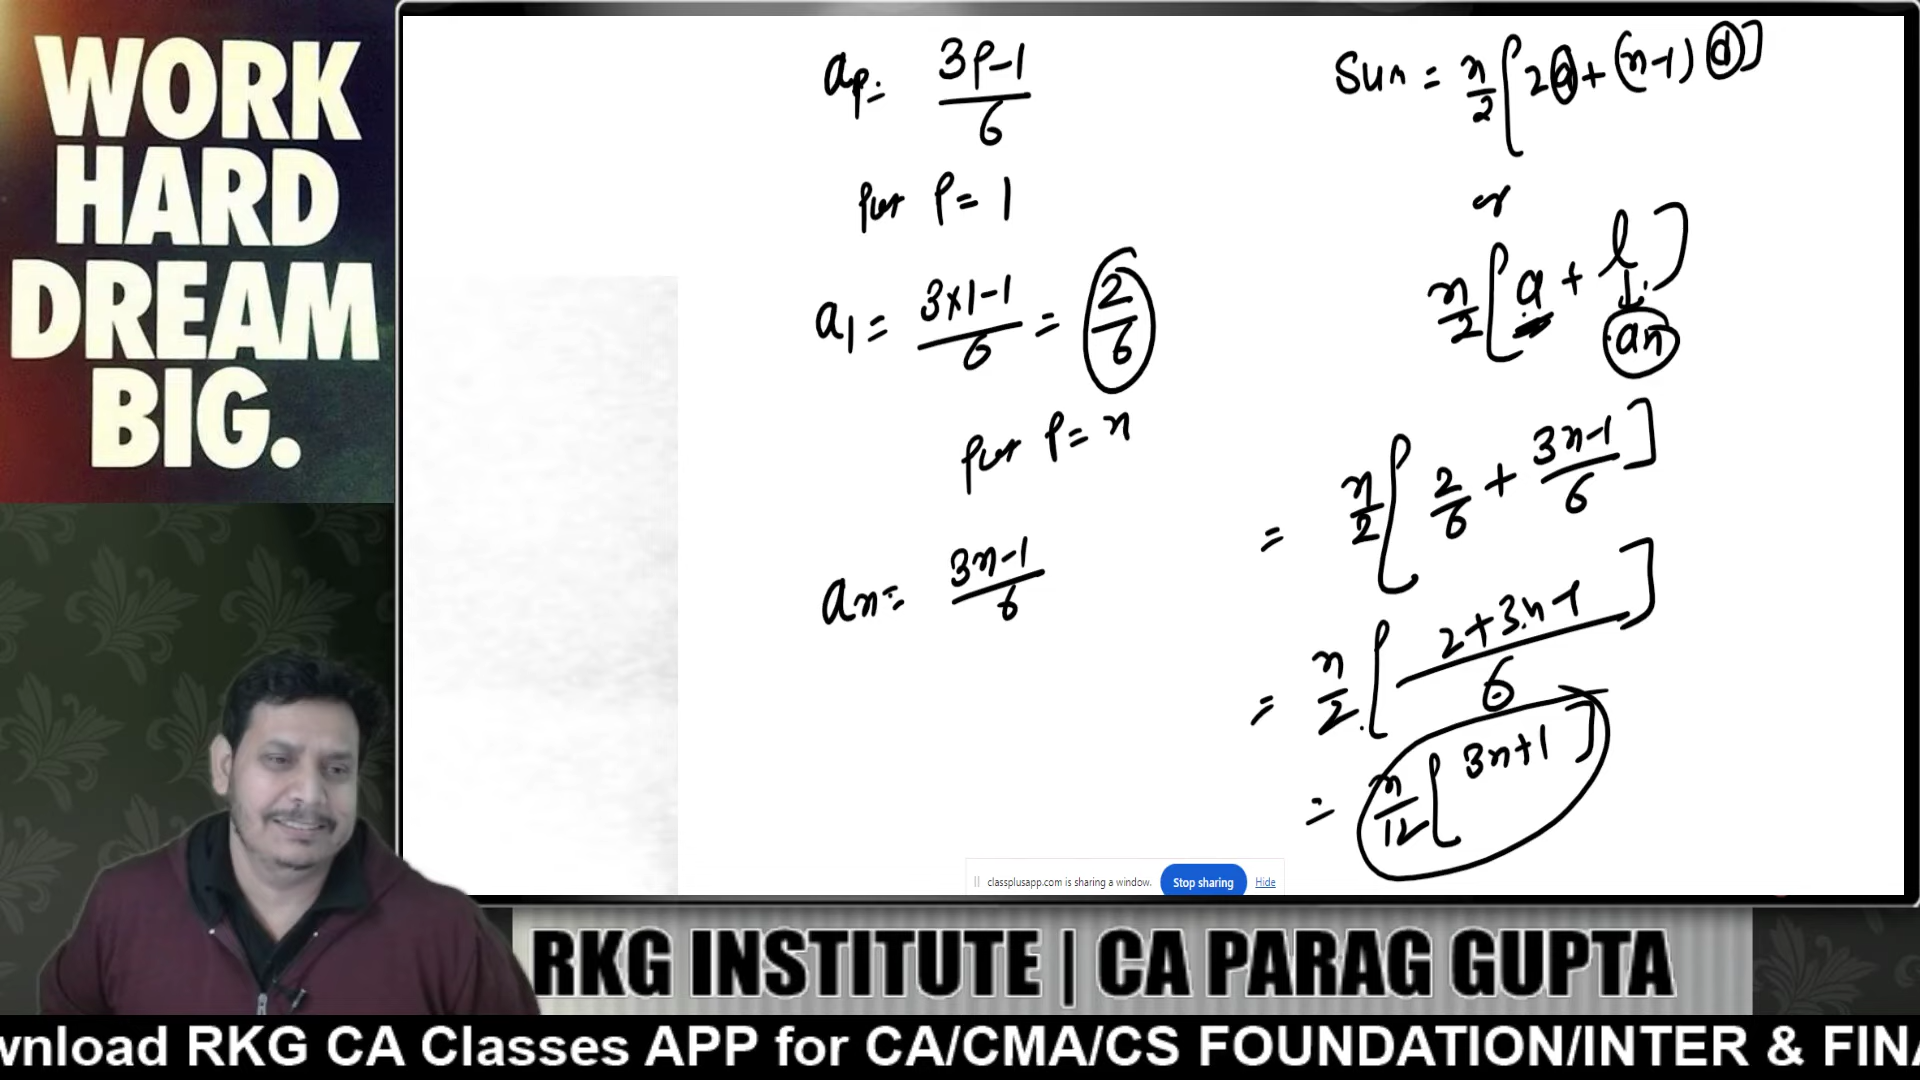 WORK
HARD
DREAM
BIG.
ap = (3p-1)/6
Put P = 1
a1 = (3×1-1)/6 = 2/6
Put P = n
an = (3n-1)/6
Sum = n/2 [2a + (n-1) d]
or
n/2 [a + l]
an
= n/2 [2/6 + (3n-1)/6]
= n/2 [(2+3n-1)/6]
= n/12 [3n+1]
classplusapp.com is sharing a window.
Stop sharing
Hide
RKG INSTITUTE | CA PARAG GUPTA
wnload RKG CA Classes APP for CA/CMA/CS FOUNDATION/INTER & FINA